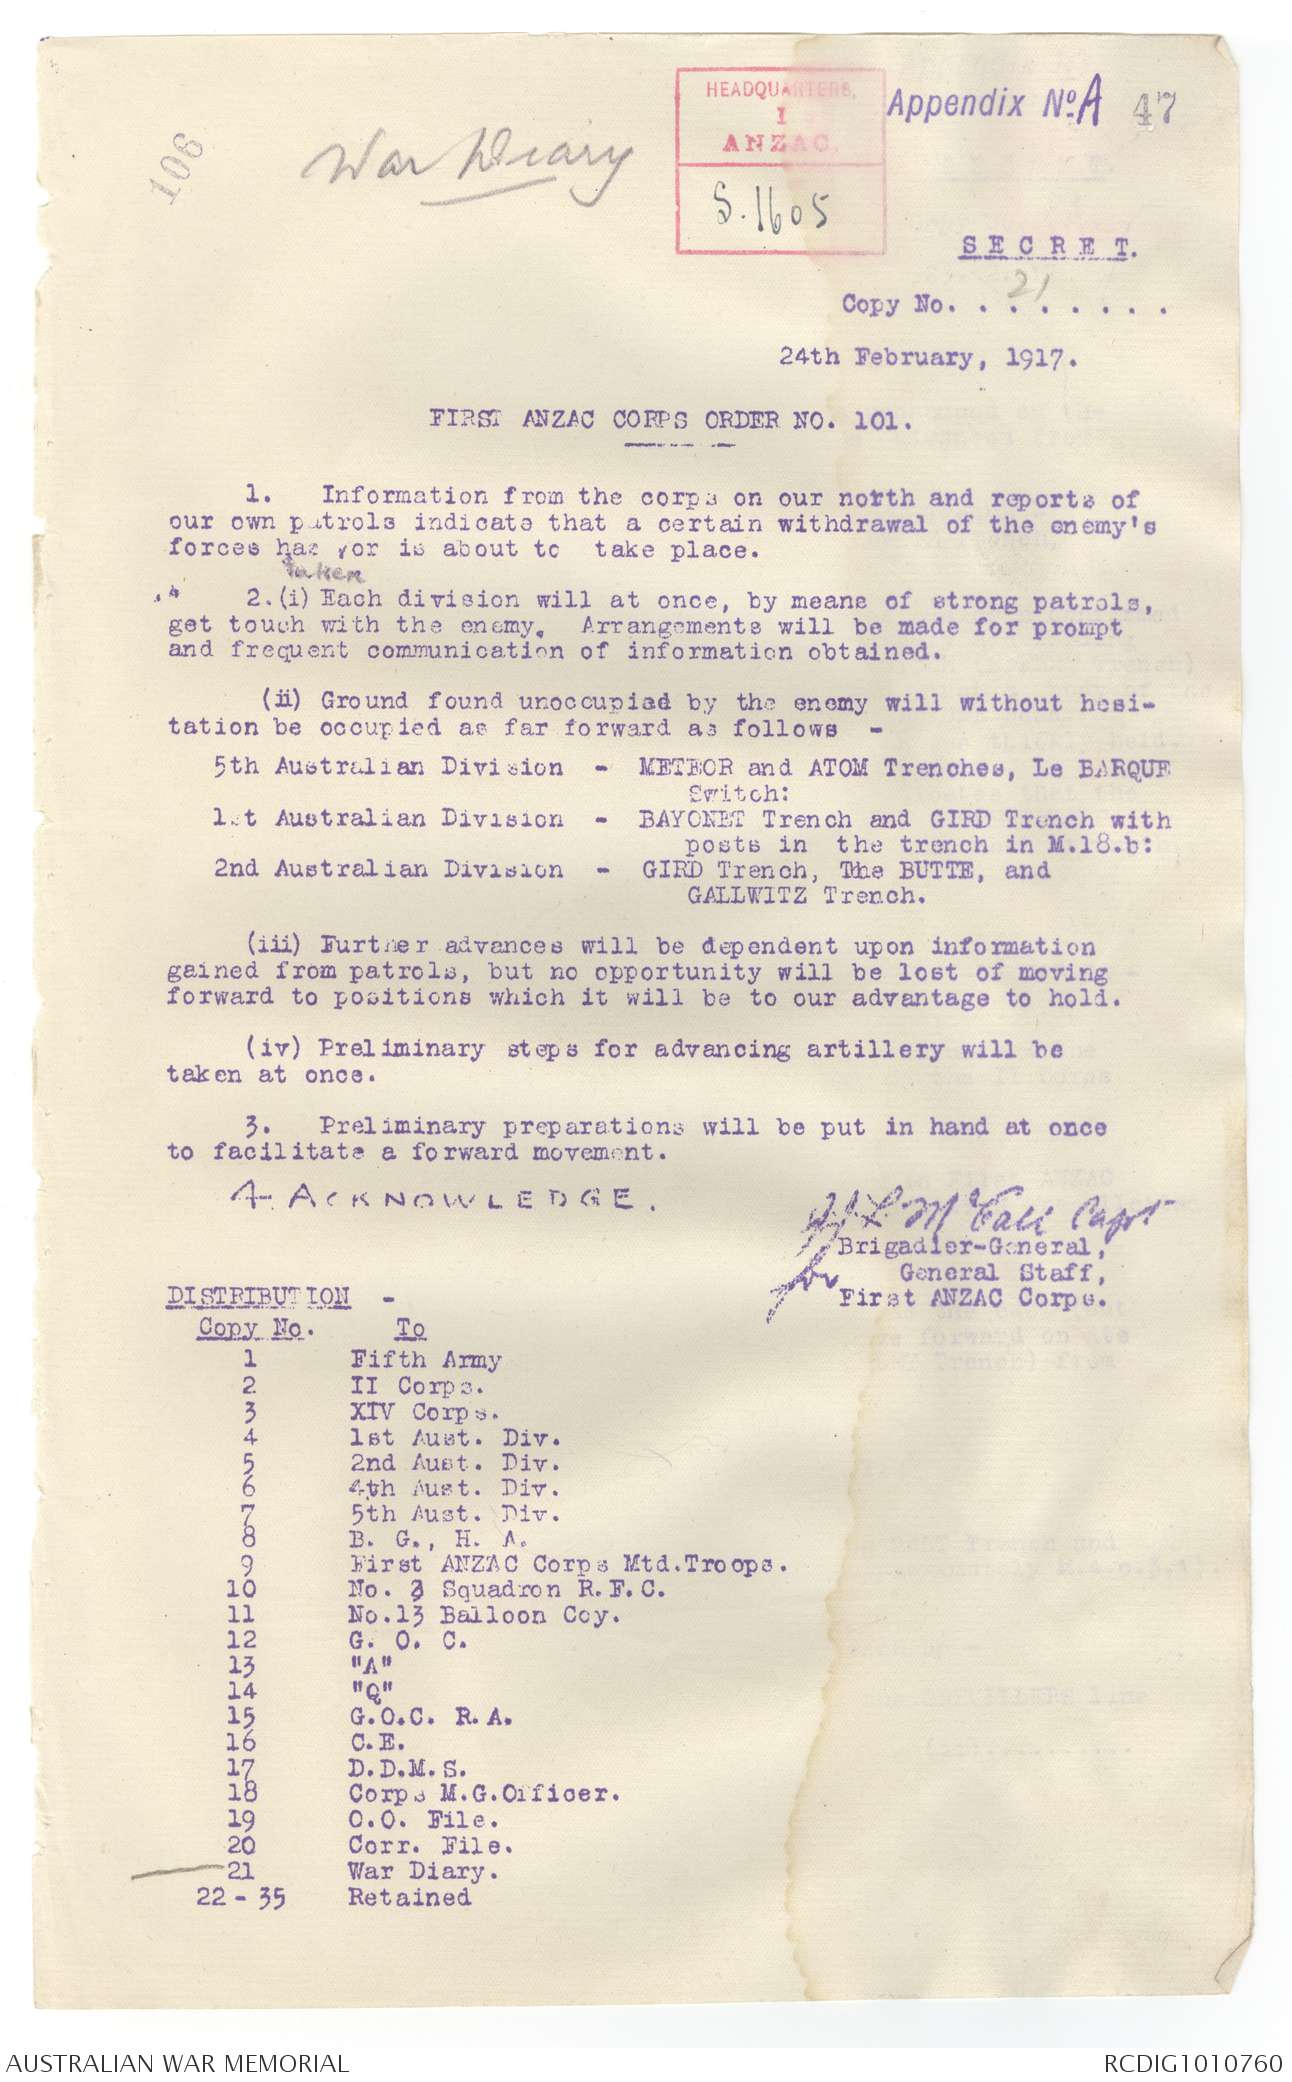 HEADQUARTERS,
I
ANZAC.
S.1605
Appendix No. A 47
106
War Diary
SECRET.
Copy No. 21 . . . . . . . .
24th February, 1917.
FIRST ANZAC CORPS ORDER NO. 101.
1. Information from the corps on our north and reports of
our own patrols indicate that a certain withdrawal of the enemy's
forces has or is about to take place.
taken
2.(i) Each division will at once, by means of strong patrols,
get touch with the enemy. Arrangements will be made for prompt
and frequent communication of information obtained.
(ii) Ground found unoccupied by the enemy will without hesi-
tation be occupied as far forward as follows -
5th Australian Division - METEOR and ATOM Trenches, Le BARQUE
Switch:
1st Australian Division - BAYONET Trench and GIRD Trench with
posts in the trench in M.18.b:
2nd Australian Division - GIRD Trench, The BUTTE, and
GALLWITZ Trench.
(iii) Further advances will be dependent upon information
gained from patrols, but no opportunity will be lost of moving
forward to positions which it will be to our advantage to hold.
(iv) Preliminary steps for advancing artillery will be
taken at once.
3. Preliminary preparations will be put in hand at once
to facilitate a forward movement.
4. ACKNOWLEDGE.
Capt
Brigadier-General,
for General Staff,
First ANZAC Corps.
DISTRIBUTION -
Copy No. To
1 Fifth Army
2 II Corps.
3 XIV Corps.
4 1st Aust. Div.
5 2nd Aust. Div.
6 4th Aust. Div.
7 5th Aust. Div.
8 B. G., H. A.
9 First ANZAC Corps Mtd.Troops.
10 No. 3 Squadron R.F.C.
11 No.13 Balloon Coy.
12 G. O. C.
13 "A"
14 "Q"
15 G.O.C. R.A.
16 C.E.
17 D.D.M.S.
18 Corps M.G.Officer.
19 O.O. File.
20 Corr. File.
21 War Diary.
22 - 35 Retained
AUSTRALIAN WAR MEMORIAL
RCDIG1010760